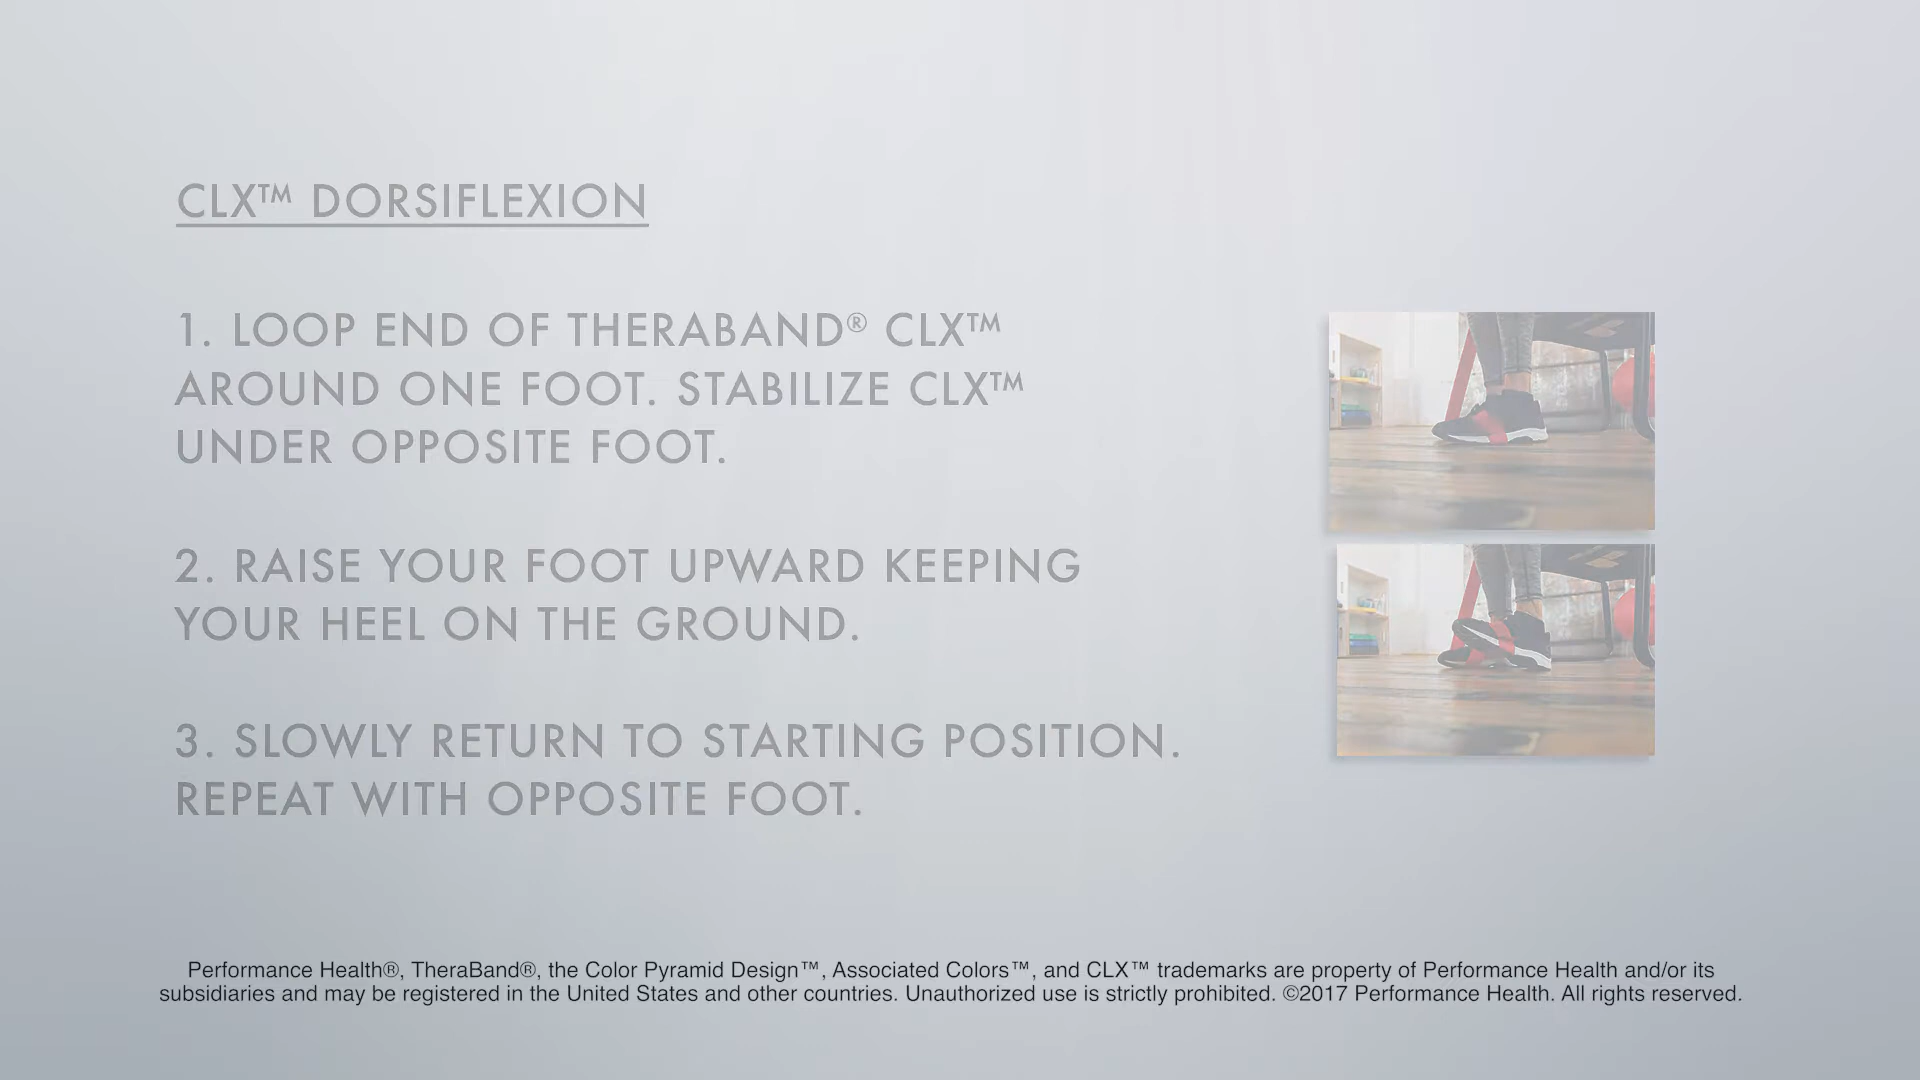 CLX™ DORSIFLEXION
1. LOOP END OF THERABAND® CLX™
AROUND ONE FOOT. STABILIZE CLX™
UNDER OPPOSITE FOOT.
2. RAISE YOUR FOOT UPWARD KEEPING
YOUR HEEL ON THE GROUND.
3. SLOWLY RETURN TO STARTING POSITION.
REPEAT WITH OPPOSITE FOOT.
Performance Health®, TheraBand®, the Color Pyramid Design™, Associated Colors™, and CLX™ trademarks are property of Performance Health and/or its
subsidiaries and may be registered in the United States and other countries. Unauthorized use is strictly prohibited. ©2017 Performance Health. All rights reserved.